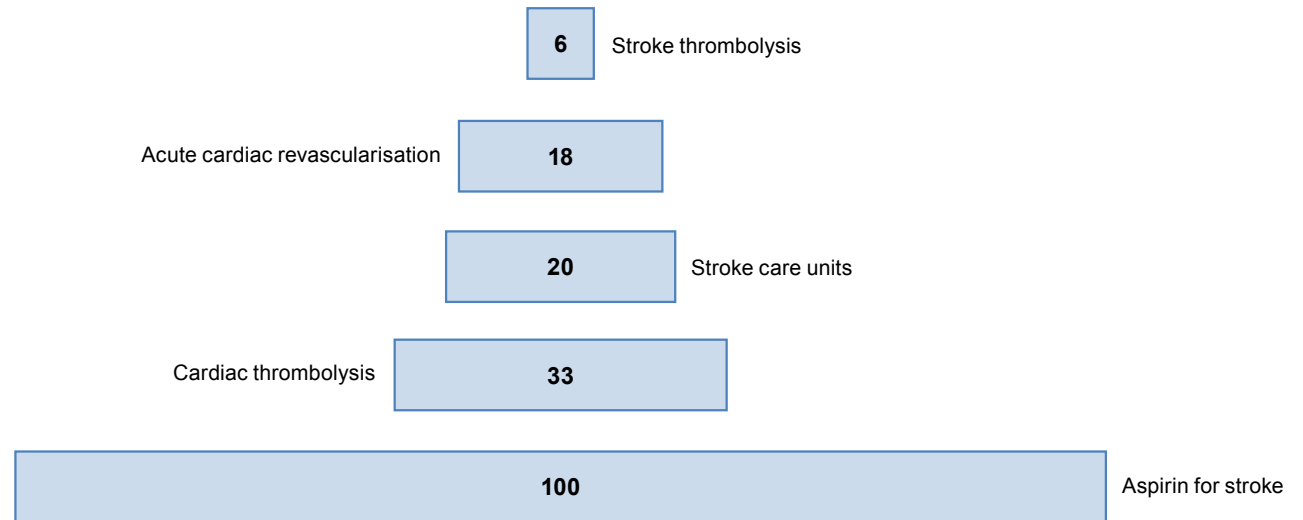 6 Stroke thrombolysis
Acute cardiac revascularisation 18
20 Stroke care units
Cardiac thrombolysis 33
100 Aspirin for stroke